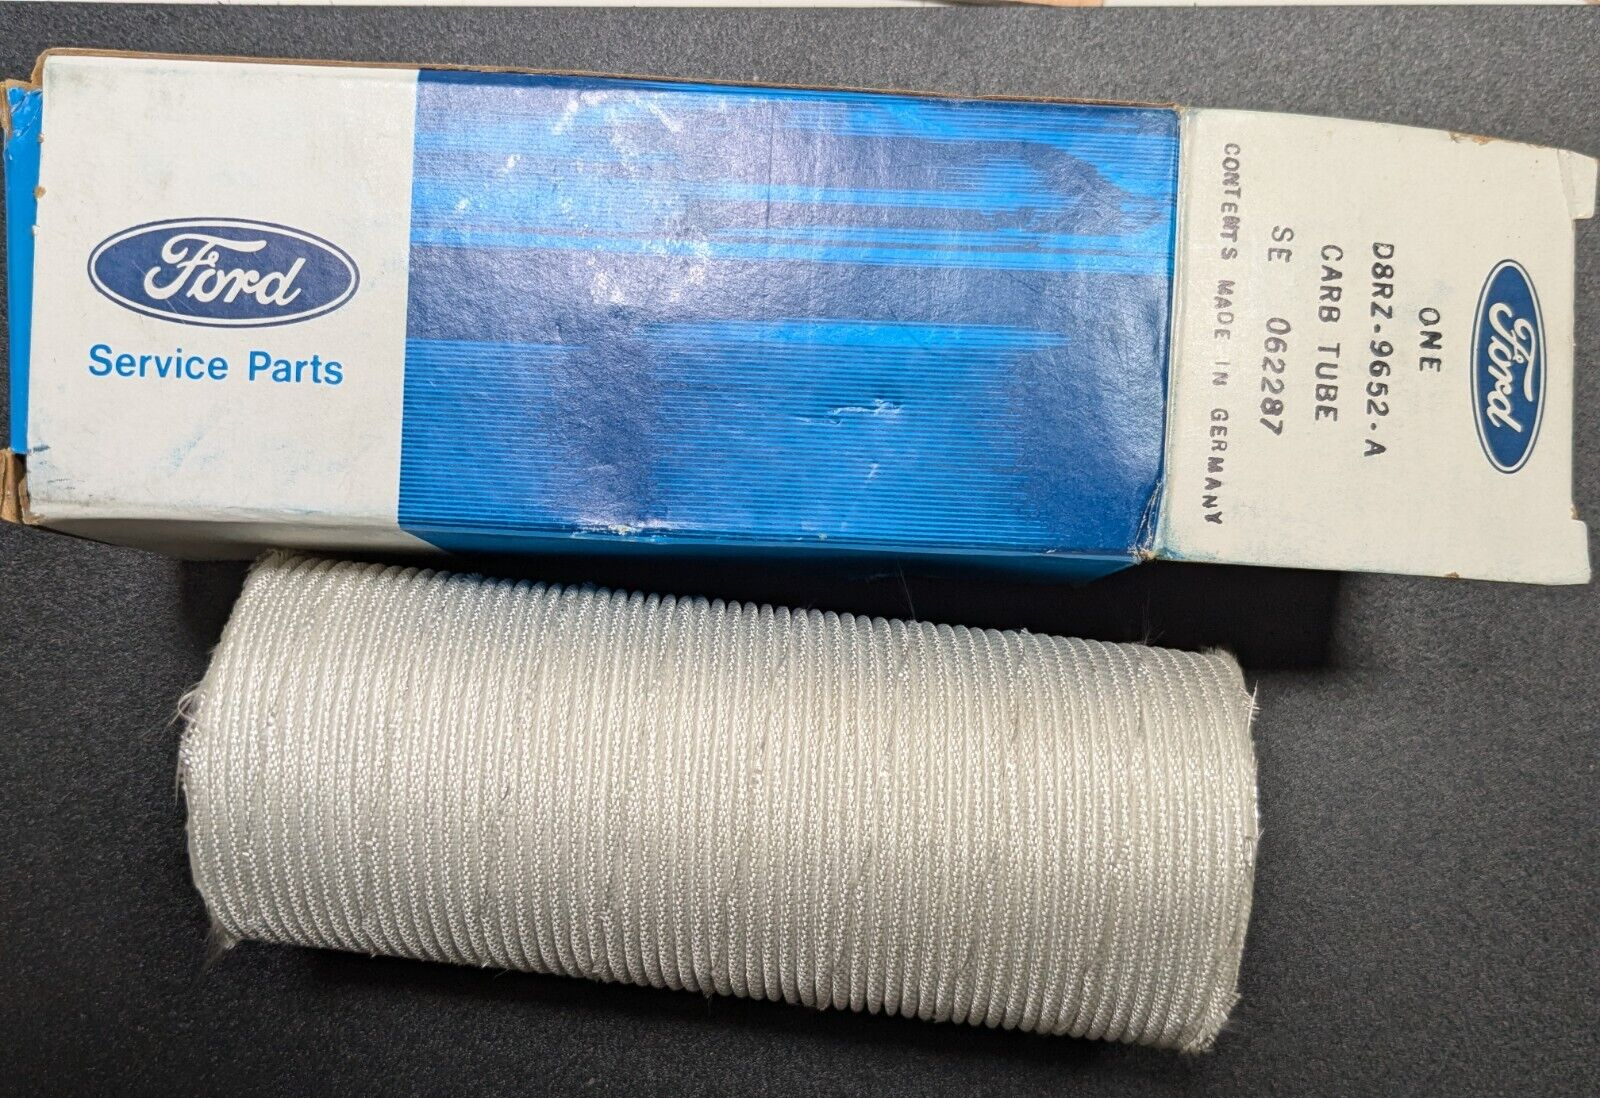 Ford
Service Parts
Ford
ONE
D8RZ-9652-A
CARB TUBE
SE 062287
CONTENTS MADE IN GERMANY